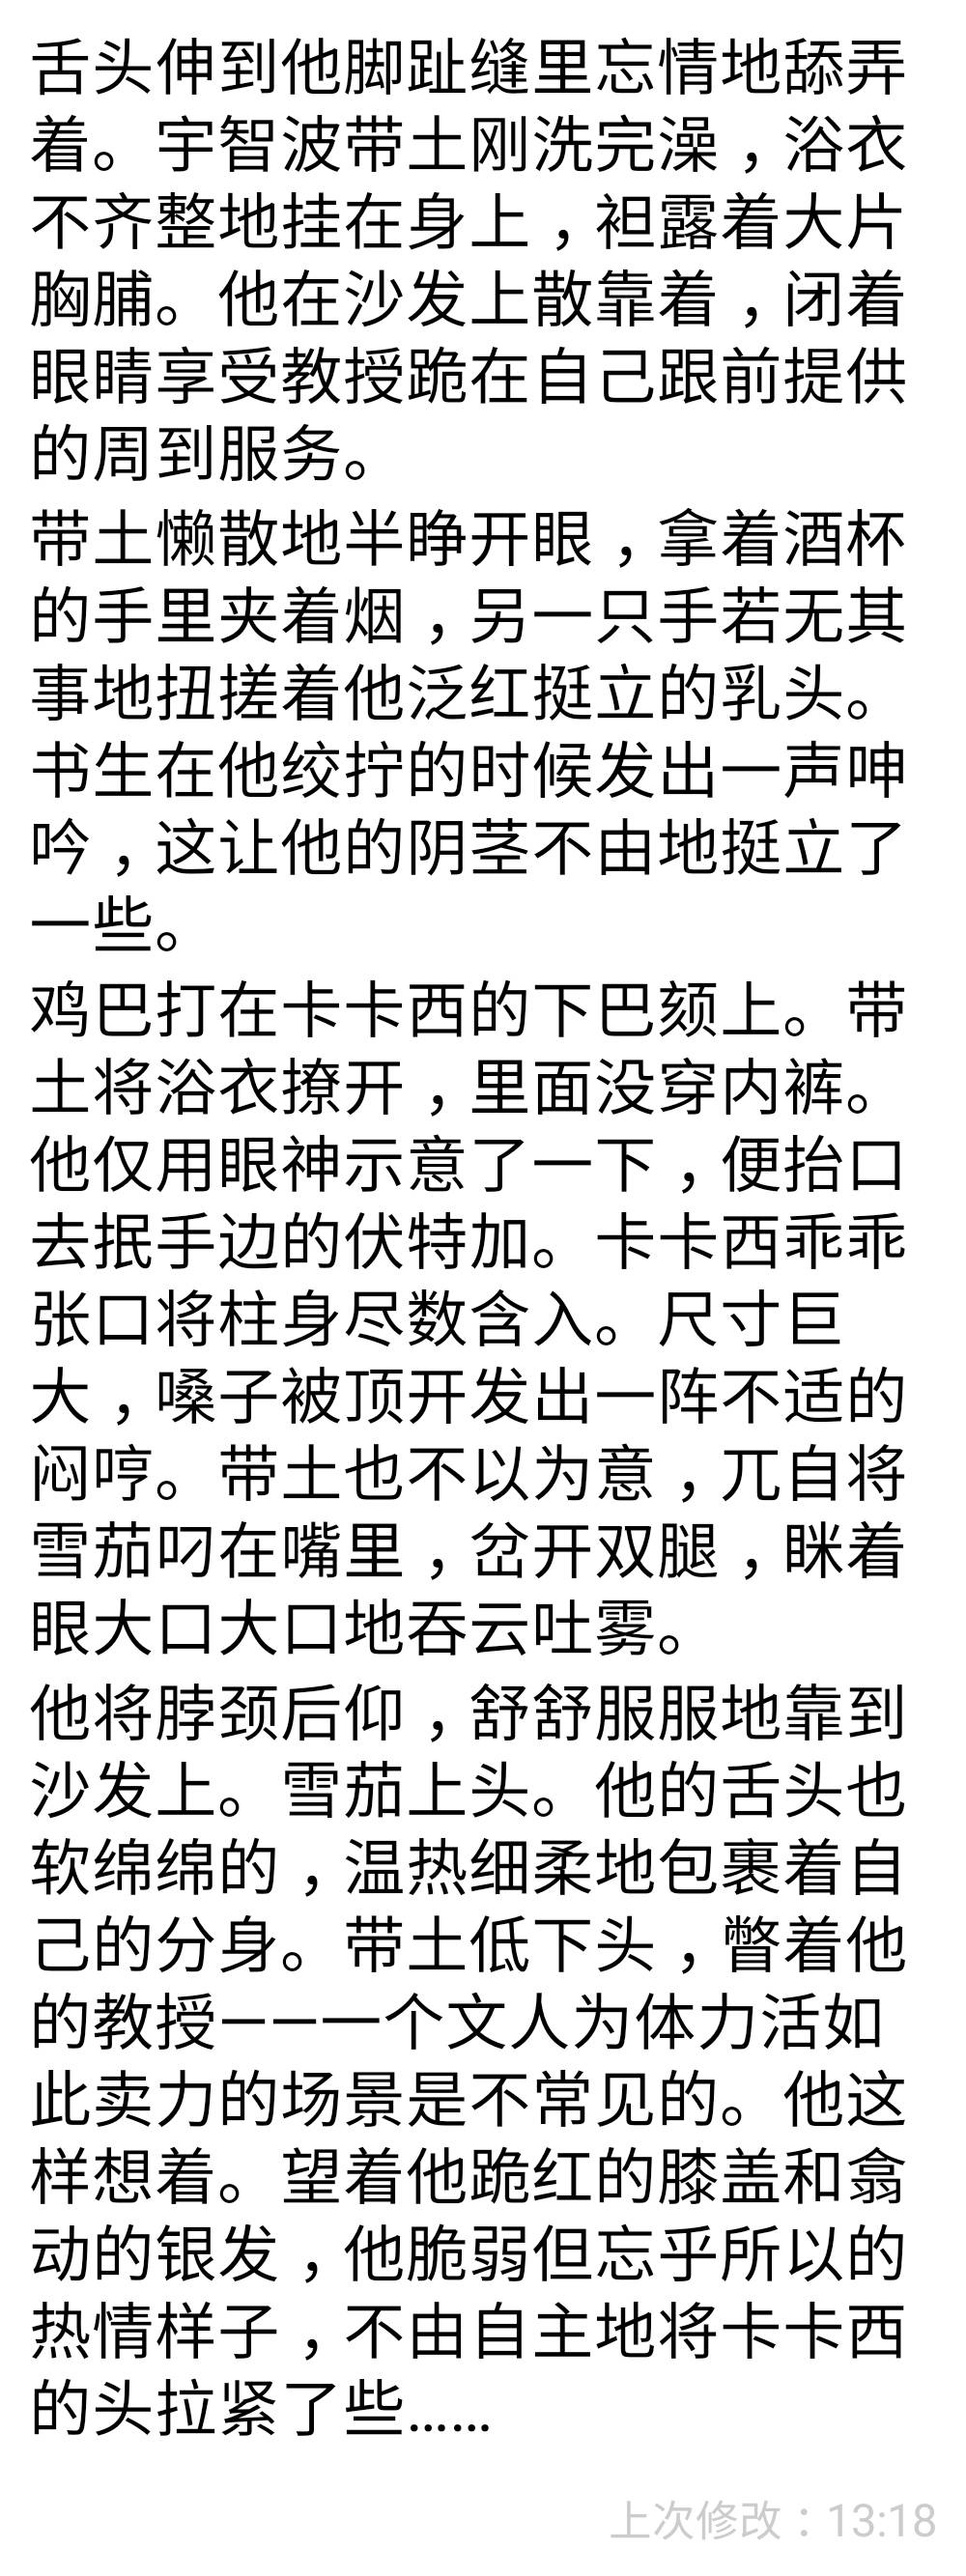 舌头伸到他脚趾缝里忘情地舔弄
着。宇智波带土刚洗完澡，浴衣
不齐整地挂在身上，袒露着大片
胸脯。他在沙发上散靠着，闭着
眼睛享受教授跪在自己跟前提供
的周到服务。
带土懒散地半睁开眼，拿着酒杯
的手里夹着烟，另一只手若无其
事地扭搓着他泛红挺立的乳头。
书生在他绞拧的时候发出一声呻
吟，这让他的阴茎不由地挺立了
一些。
鸡巴打在卡卡西的下巴颏上。带
土将浴衣撩开，里面没穿内裤。
他仅用眼神示意了一下，便抬口
去抿手边的伏特加。卡卡西乖乖
张口将柱身尽数含入。尺寸巨
大，嗓子被顶开发出一阵不适的
闷哼。带土也不以为意，兀自将
雪茄叼在嘴里，岔开双腿，眯着
眼大口大口地吞云吐雾。
他将脖颈后仰，舒舒服服地靠到
沙发上。雪茄上头。他的舌头也
软绵绵的，温热细柔地包裹着自
己的分身。带土低下头，瞥着他
的教授———个文人为体力活如
此卖力的场景是不常见的。他这
样想着。望着他跪红的膝盖和翕
动的银发，他脆弱但忘乎所以的
热情样子，不由自主地将卡卡西
的头拉紧了些……
上次修改：13:18